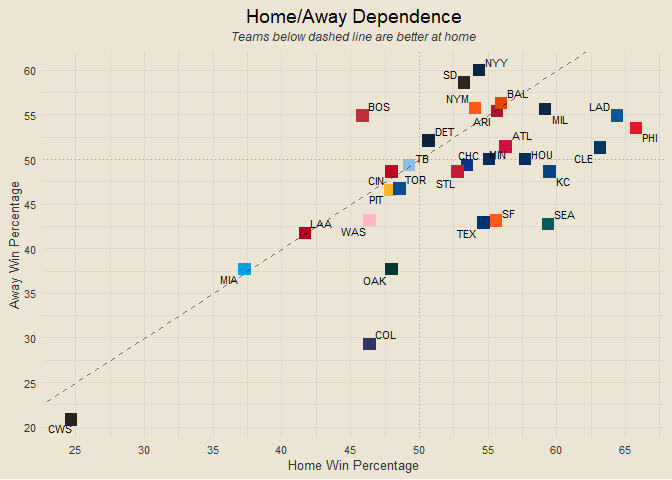 Home/Away Dependence
Teams below dashed line are better at home
Away Win Percentage
60
55
50
45
40
35
30
25
20
NYY
SD
BAL
NYM
ARI
BOS
MIL
LAD
PHI
DET
ATL
CLE
TB
CHC
MIN
HOU
CIN
STL
KC
TOR
PIT
WAS
SF
SEA
TEX
LAA
MIA
OAK
COL
CWS
25
30
35
40
45
50
55
60
65
Home Win Percentage